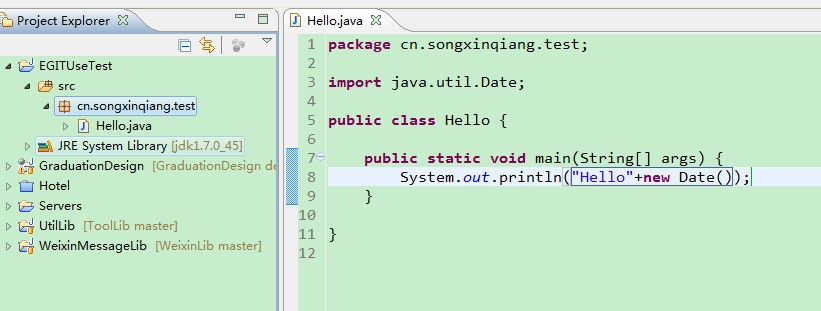 Project Explorer
EGITUseTest
src
cn.songxinqiang.test
Hello.java
JRE System Library [jdk1.7.0_45]
GraduationDesign [GraduationDesign de
Hotel
Servers
UtilLib [ToolLib master]
WeixinMessageLib [WeixinLib master]
Hello.java
1 package cn.songxinqiang.test;
2
3 import java.util.Date;
4
5 public class Hello {
6
7 public static void main(String[] args) {
8 System.out.println("Hello"+new Date());
9 }
10
11 }
12